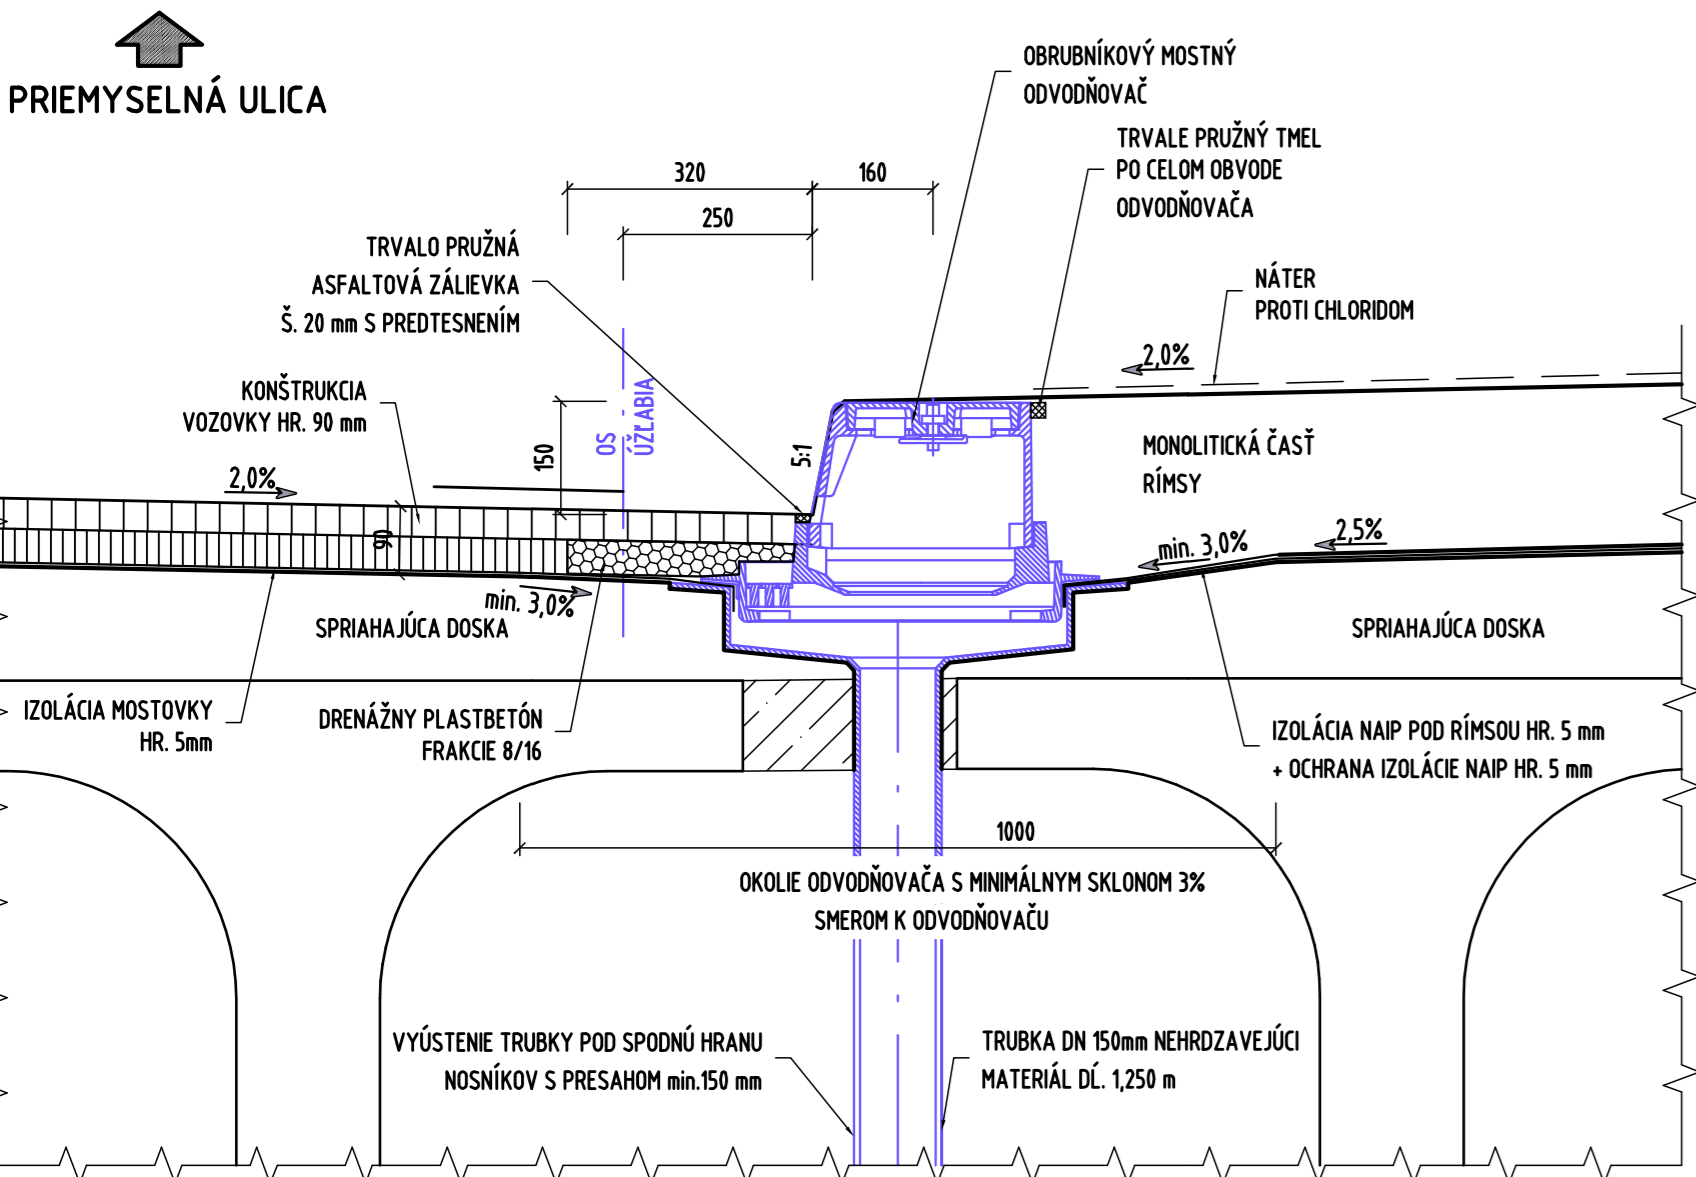 PRIEMYSELNÁ ULICA
OBRUBNÍKOVÝ MOSTNÝ
ODVODŇOVAČ
TRVALE PRUŽNÝ TMEL
PO CELOM OBVODE
ODVODŇOVAČA
320
160
250
TRVALO PRUŽNÁ
ASFALTOVÁ ZÁLIEVKA
Š. 20 mm S PREDTESNENÍM
NÁTER
PROTI CHLORIDOM
2,0%
KONŠTRUKCIA
VOZOVKY HR. 90 mm
OS
ÚŽĽABIA
150
5:1
MONOLITICKÁ ČASŤ
RÍMSY
2,0%
90
min. 3,0%
2,5%
min. 3,0%
SPRIAHAJÚCA DOSKA
SPRIAHAJÚCA DOSKA
IZOLÁCIA MOSTOVKY
HR. 5mm
DRENÁŽNY PLASTBETÓN
FRAKCIE 8/16
IZOLÁCIA NAIP POD RÍMSOU HR. 5 mm
+ OCHRANA IZOLÁCIE NAIP HR. 5 mm
1000
OKOLIE ODVODŇOVAČA S MINIMÁLNYM SKLONOM 3%
SMEROM K ODVODŇOVAČU
VYÚSTENIE TRUBKY POD SPODNÚ HRANU
NOSNÍKOV S PRESAHOM min.150 mm
TRUBKA DN 150mm NEHRDZAVEJÚCI
MATERIÁL DĹ. 1,250 m